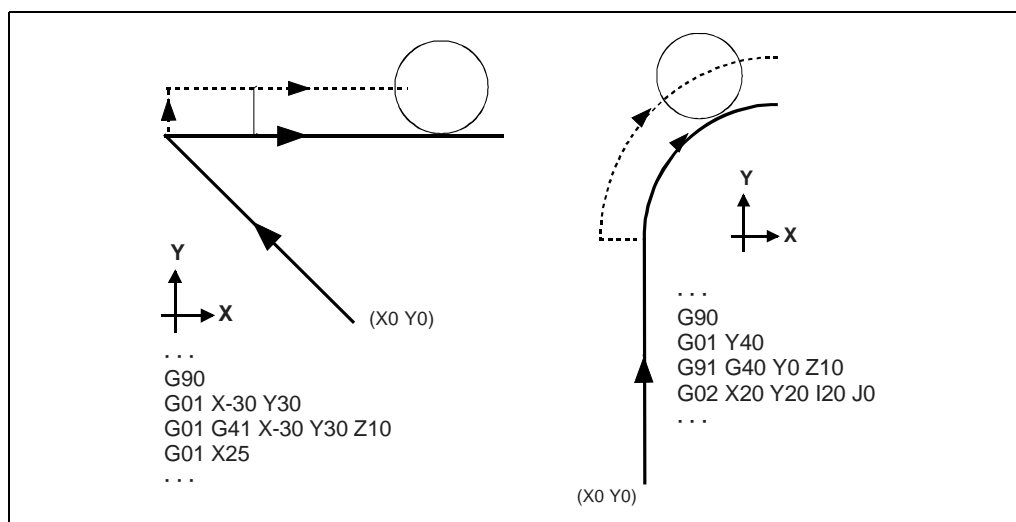 Y
X
(X0 Y0)
. . .
G90
G01 X-30 Y30
G01 G41 X-30 Y30 Z10
G01 X25
. . .
Y
X
. . .
G90
G01 Y40
G91 G40 Y0 Z10
G02 X20 Y20 I20 J0
. . .
(X0 Y0)